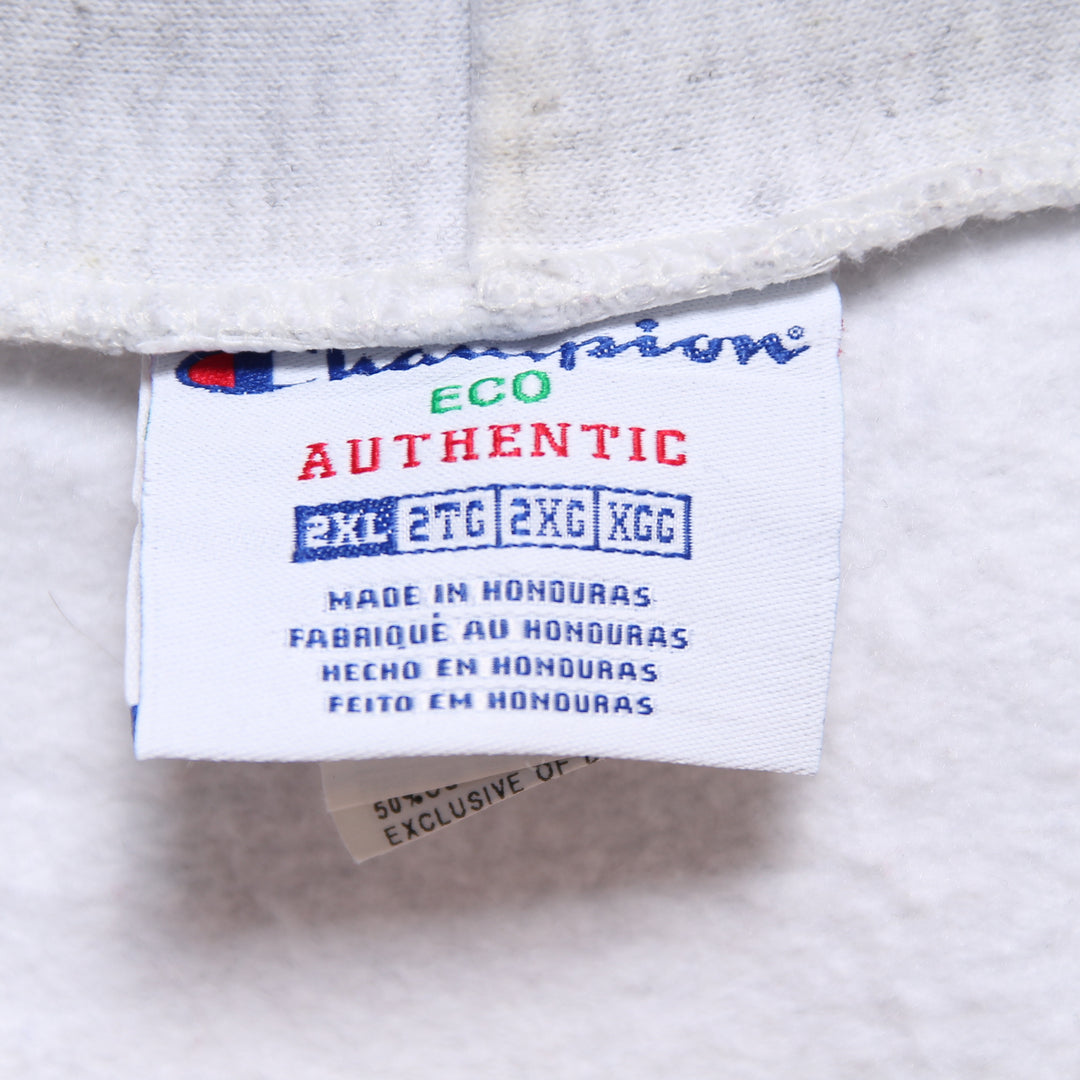 Champion®
ECO
AUTHENTIC
2XL 2TG 2XG XGG
MADE IN HONDURAS
FABRIQUÉ AU HONDURAS
HECHO EN HONDURAS
FEITO EM HONDURAS
50%
EXCLUSIVE OF